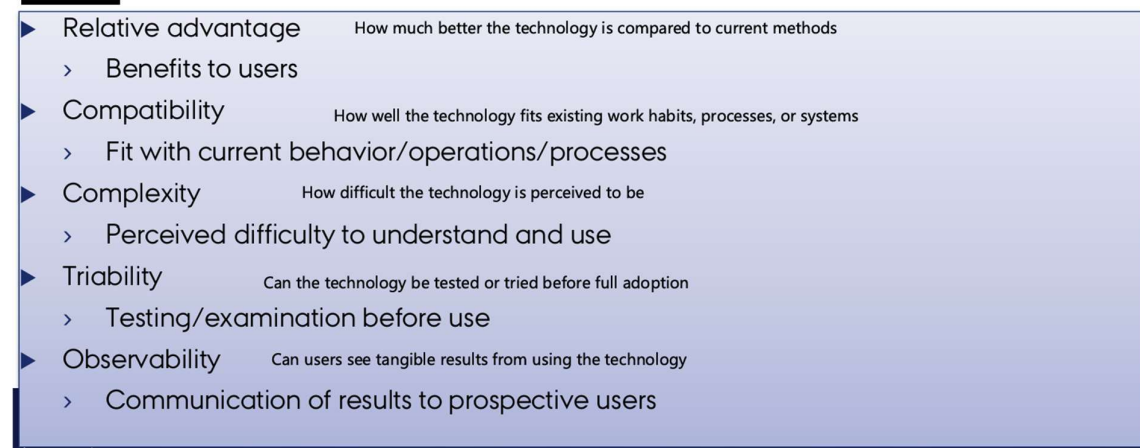 Relative advantage How much better the technology is compared to current methods
Benefits to users
Compatibility How well the technology fits existing work habits, processes, or systems
Fit with current behavior/operations/processes
Complexity How difficult the technology is perceived to be
Perceived difficulty to understand and use
Triability Can the technology be tested or tried before full adoption
Testing/examination before use
Observability Can users see tangible results from using the technology
Communication of results to prospective users